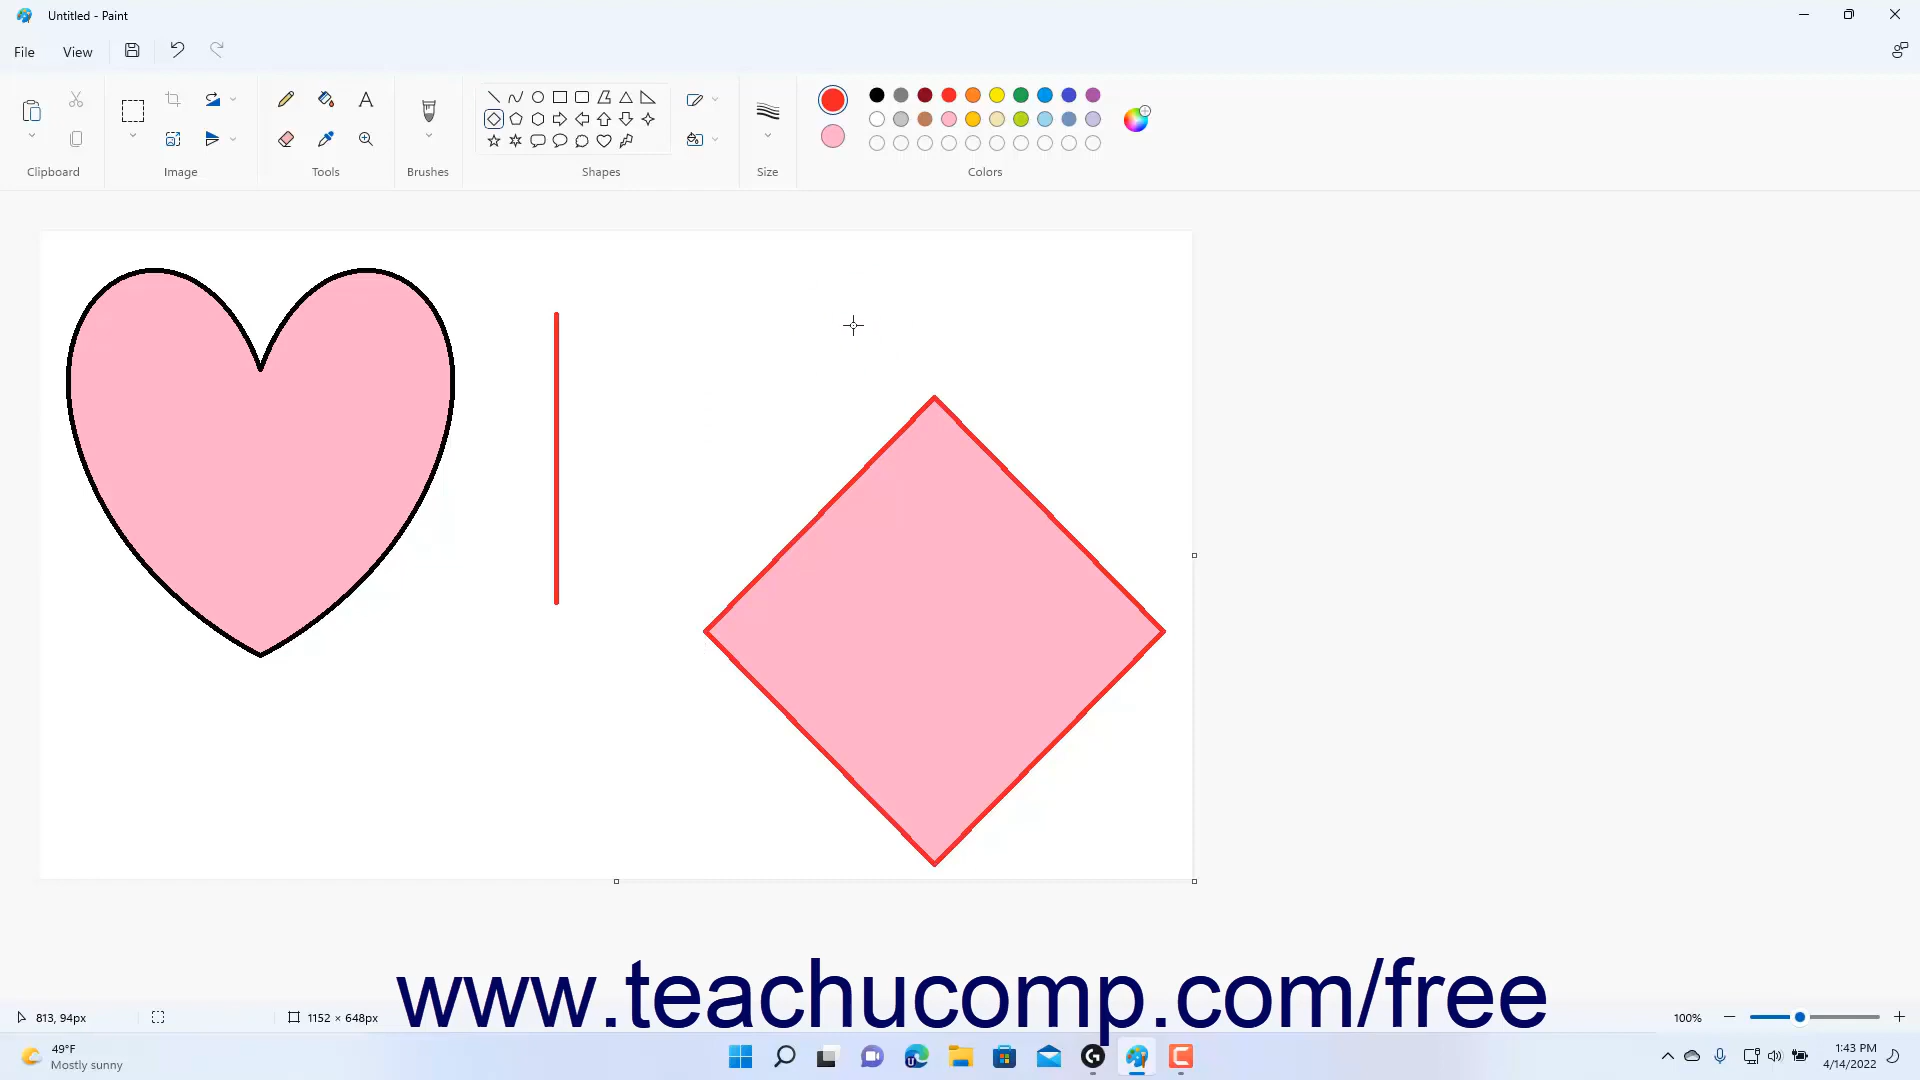 Untitled - Paint
File View
Clipboard Image Tools Brushes Shapes Size Colors
www.teachucomp.com/free
813, 94px 1152 × 648px 100%
49°F
Mostly sunny
1:43 PM
4/14/2022